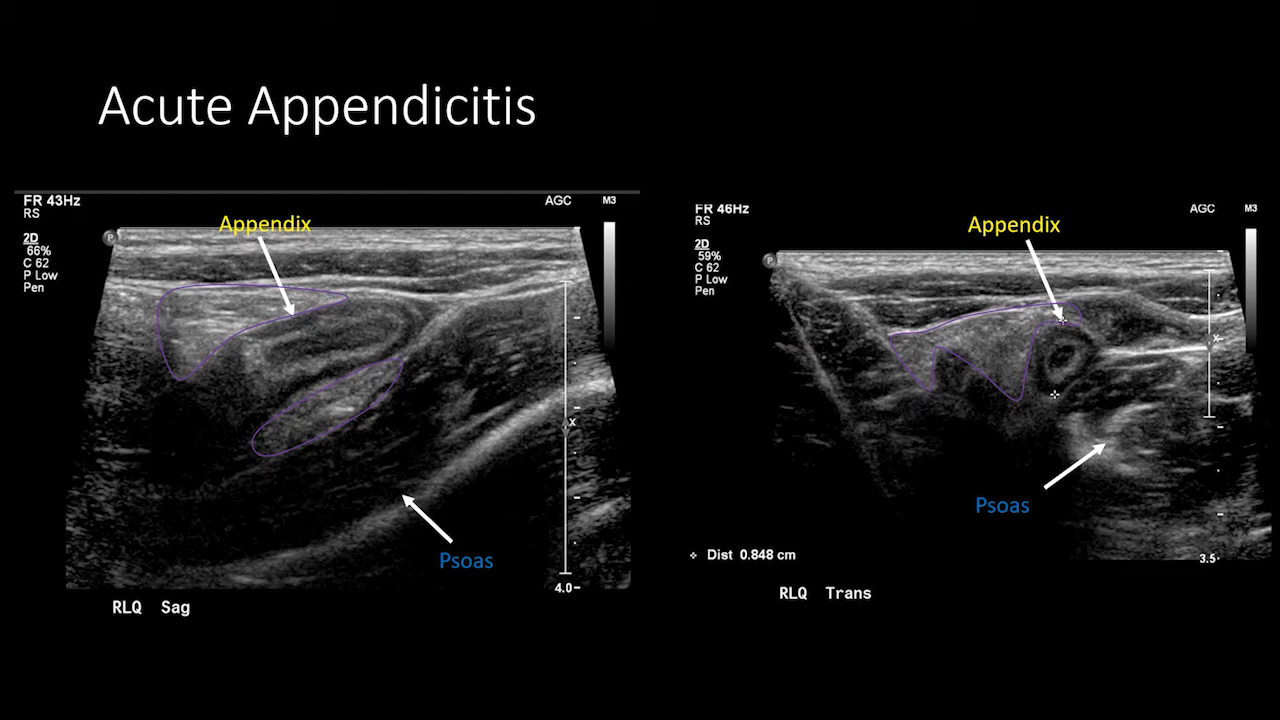 Acute Appendicitis
FR 43Hz
RS
2D
66%
C 62
P Low
Pen
AGC
M3
P
Appendix
Psoas
X
4.0
RLQ Sag
FR 46Hz
RS
2D
59%
C 62
P Low
Pen
AGC
M3
P
Appendix
Psoas
X
3.5
Dist 0.848 cm
RLQ Trans